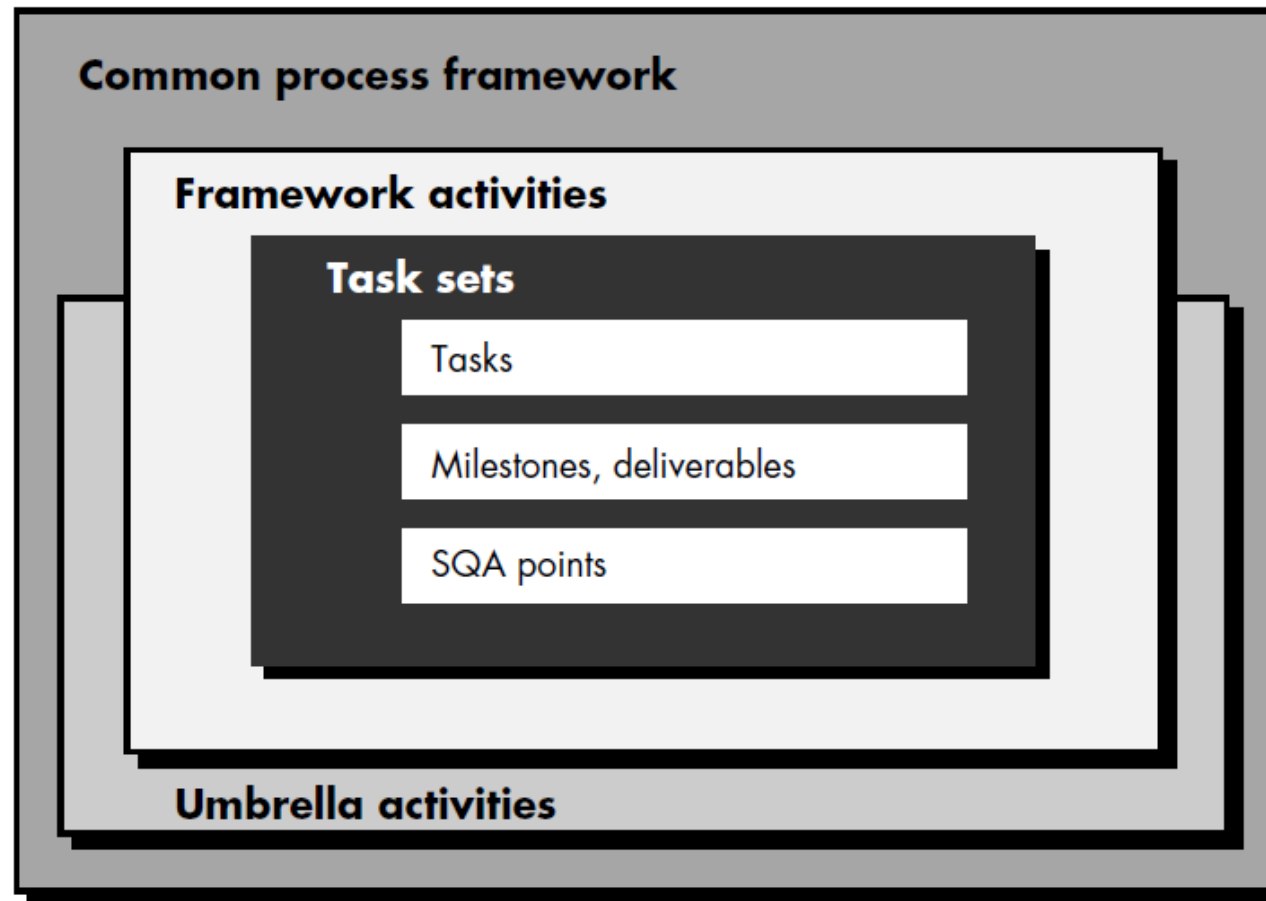 Common process framework
Framework activities
Task sets
Tasks
Milestones, deliverables
SQA points
Umbrella activities